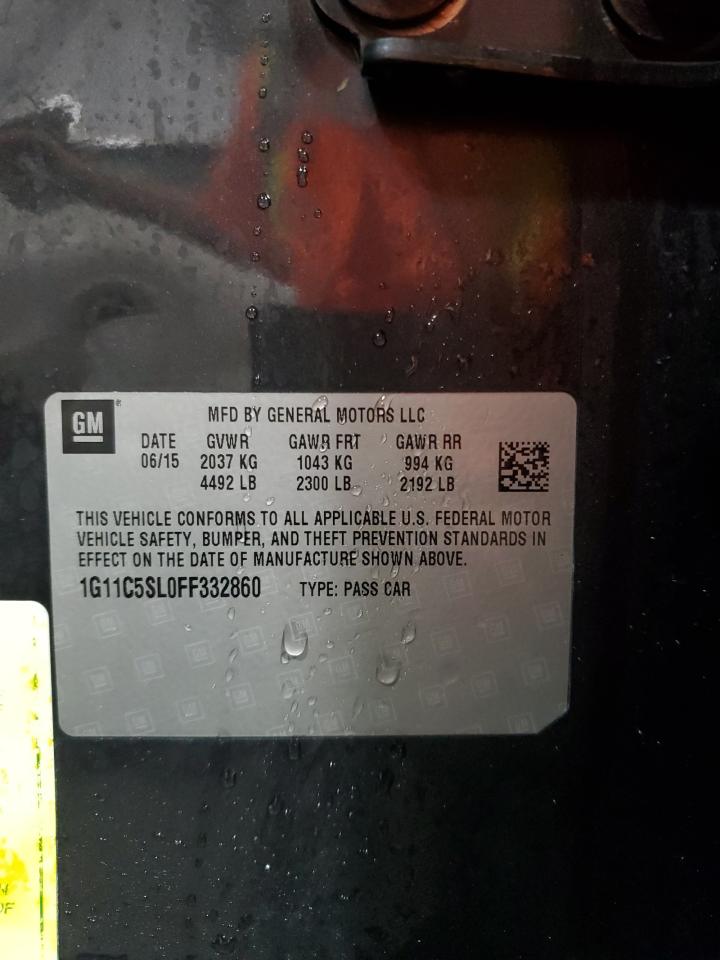 GM
MFD BY GENERAL MOTORS LLC
DATE GVWR GAWR FRT GAWR RR
06/15 2037 KG 1043 KG 994 KG
4492 LB 2300 LB 2192 LB
THIS VEHICLE CONFORMS TO ALL APPLICABLE U.S. FEDERAL MOTOR
VEHICLE SAFETY, BUMPER, AND THEFT PREVENTION STANDARDS IN
EFFECT ON THE DATE OF MANUFACTURE SHOWN ABOVE.
1G11C5SL0FF332860 TYPE: PASS CAR